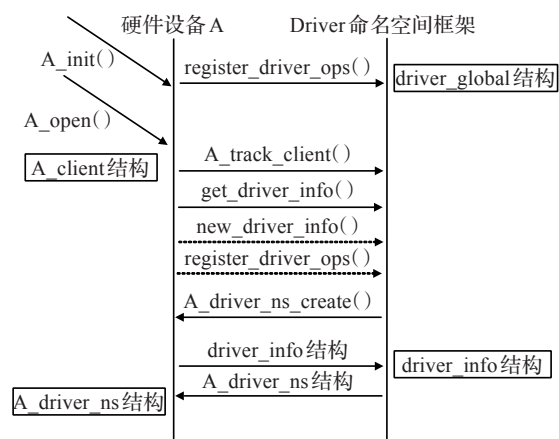 硬件设备A Driver命名空间框架
A_init()
register_driver_ops()
driver_global结构
A_open()
A_client结构
A_track_client()
get_driver_info()
new_driver_info()
register_driver_ops()
A_driver_ns_create()
driver_info结构
driver_info结构
A_driver_ns结构
A_driver_ns结构